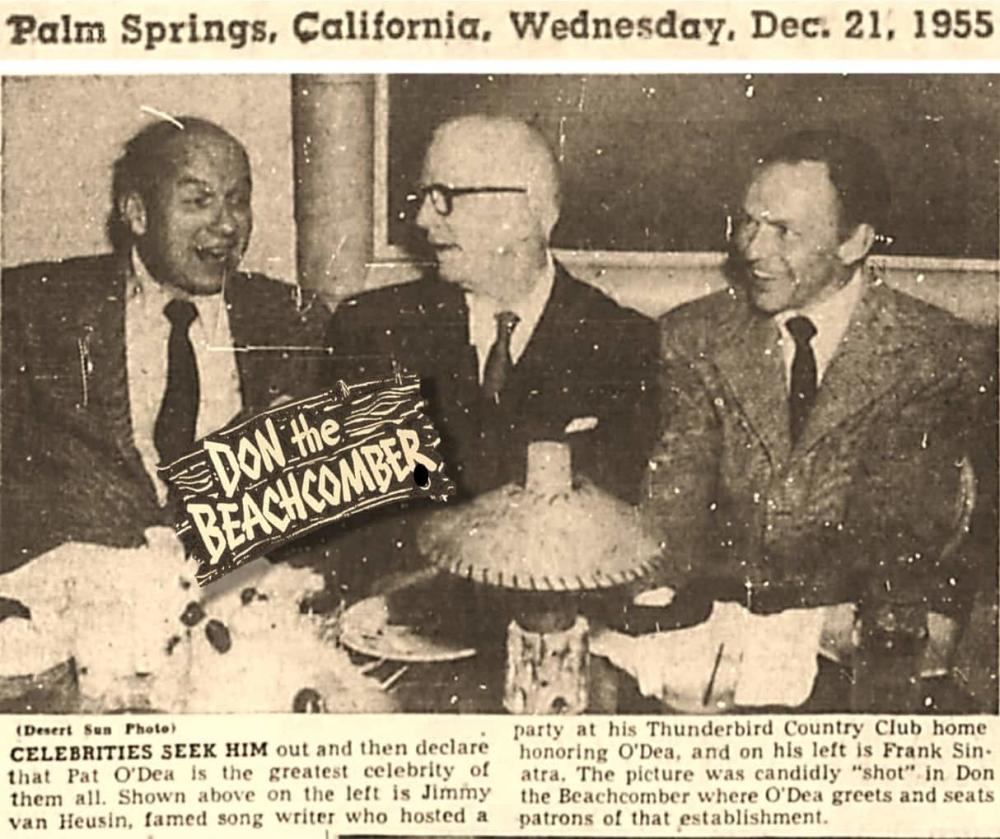 Palm Springs, California, Wednesday, Dec. 21, 1955
DON the
BEACHCOMBER
(Desert Sun Photo)
CELEBRITIES SEEK HIM out and then declare
that Pat O'Dea is the greatest celebrity of
them all. Shown above on the left is Jimmy
van Heusin, famed song writer who hosted a
party at his Thunderbird Country Club home
honoring O'Dea, and on his left is Frank Sin-
atra. The picture was candidly "shot" in Don
the Beachcomber where O'Dea greets and seats
patrons of that establishment.